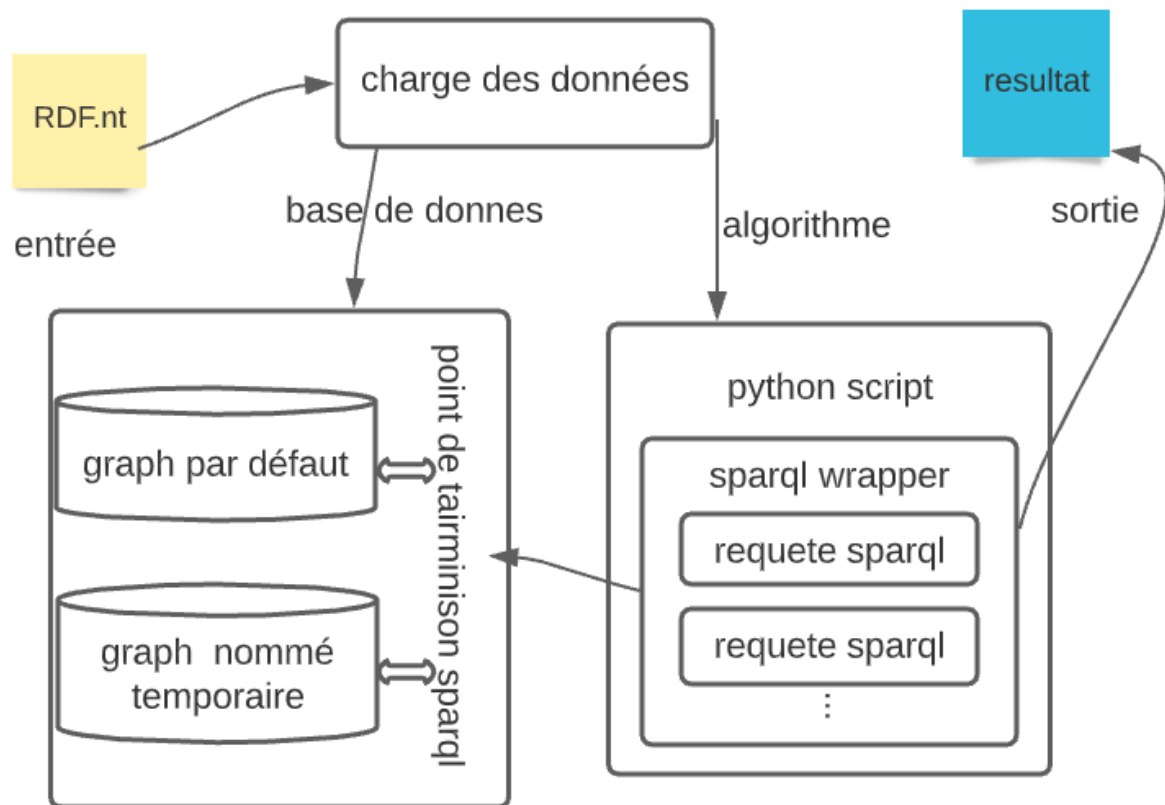 charge des données
RDF.nt
resultat
base de donnes
algorithme
sortie
entrée
point de tairminison sparql
graph par défaut
graph nommé
temporaire
python script
sparql wrapper
requete sparql
requete sparql
⋮